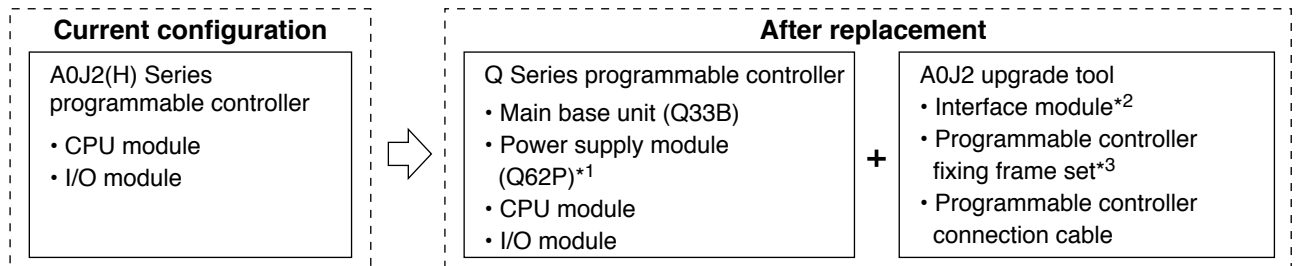 Current configuration
A0J2(H) Series
programmable controller
• CPU module
• I/O module
After replacement
Q Series programmable controller
• Main base unit (Q33B)
• Power supply module
(Q62P)*1
• CPU module
• I/O module
+
A0J2 upgrade tool
• Interface module*2
• Programmable controller
fixing frame set*3
• Programmable controller
connection cable